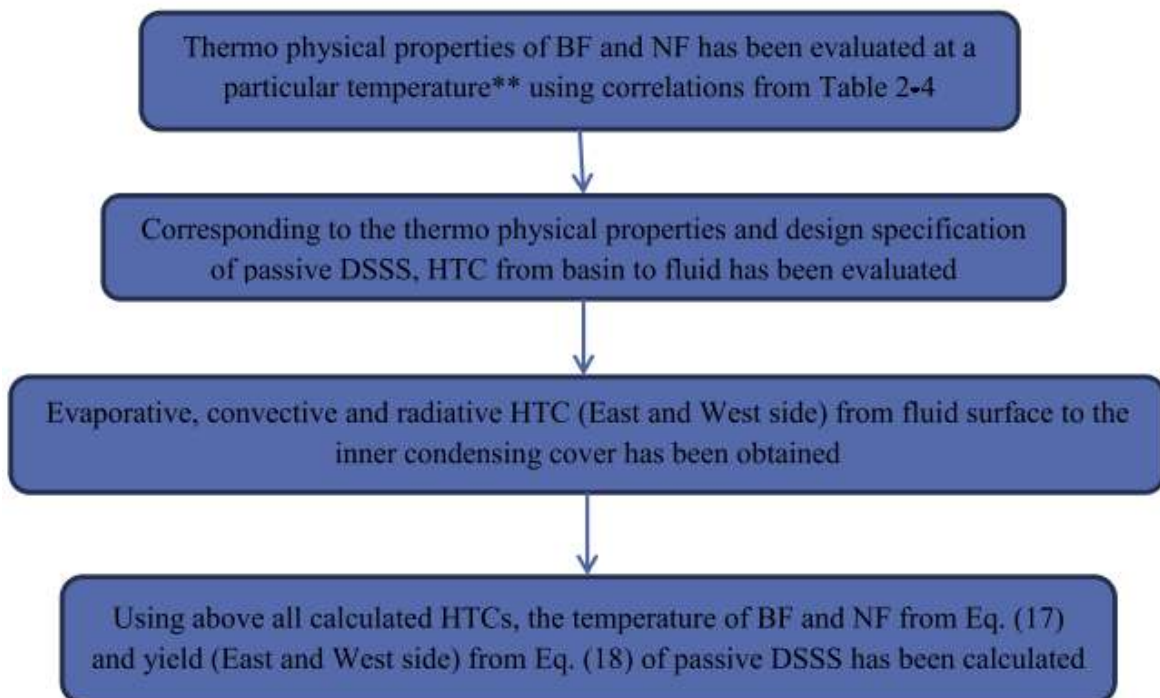 Thermo physical properties of BF and NF has been evaluated at a
particular temperature** using correlations from Table 2-4
Corresponding to the thermo physical properties and design specification
of passive DSSS, HTC from basin to fluid has been evaluated
Evaporative, convective and radiative HTC (East and West side) from fluid surface to the
inner condensing cover has been obtained
Using above all calculated HTCs, the temperature of BF and NF from Eq. (17)
and yield (East and West side) from Eq. (18) of passive DSSS has been calculated